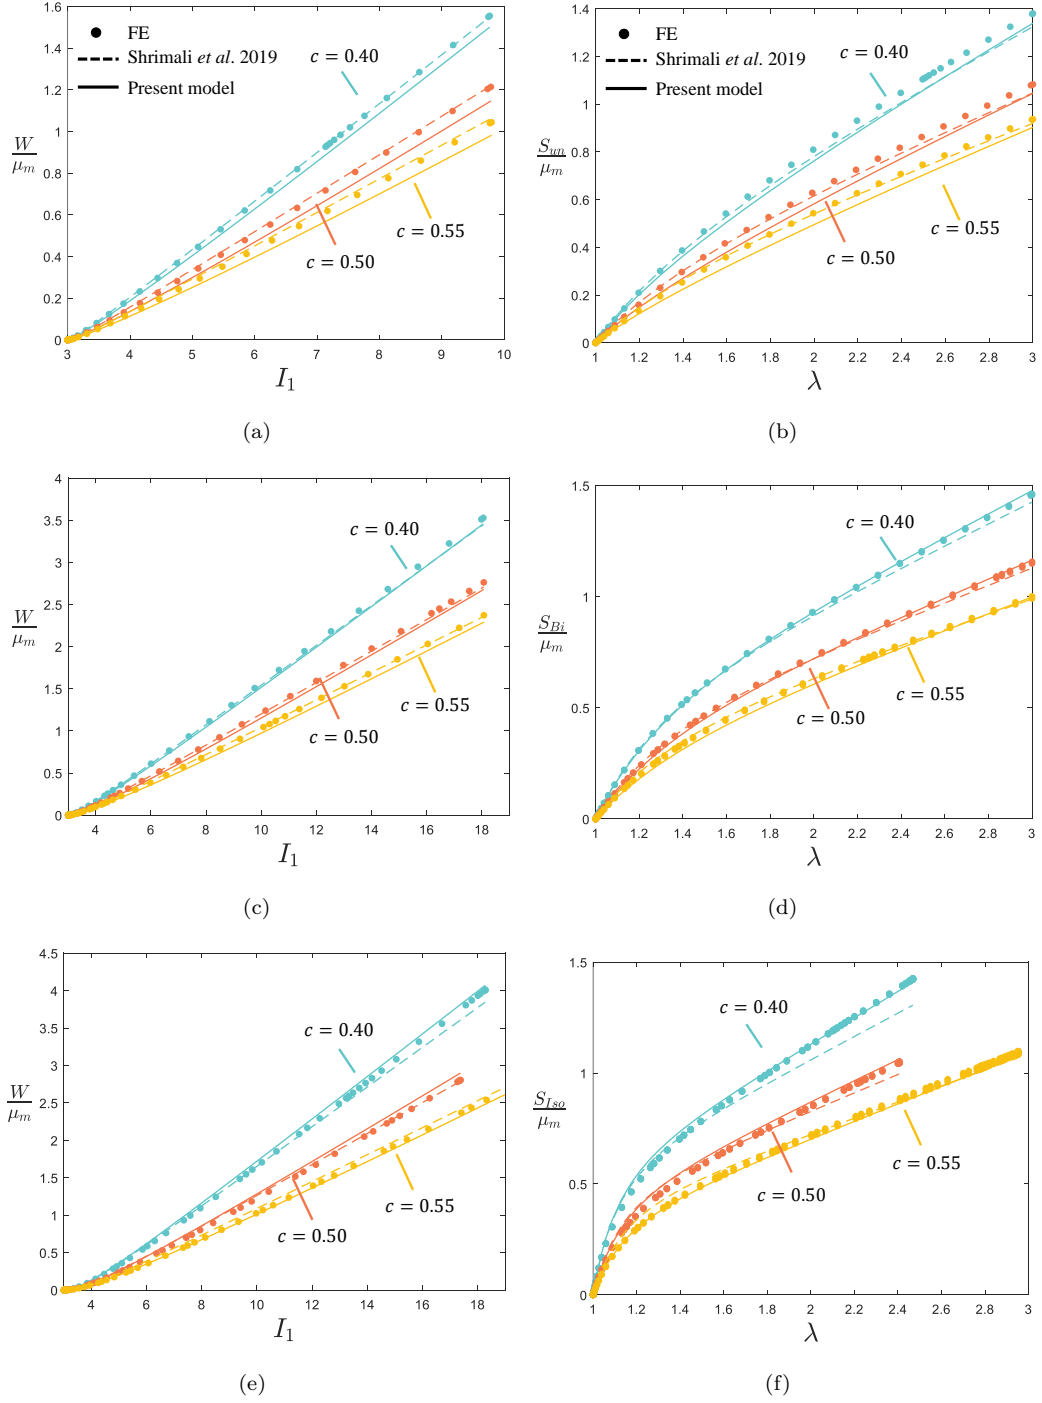 FE
Shrimali et al. 2019
Present model
c = 0.40
c = 0.50
c = 0.55
W
μm
0
0.2
0.4
0.6
0.8
1
1.2
1.4
1.6
3
4
5
6
7
8
9
10
I1
(a)
FE
Shrimali et al. 2019
Present model
c = 0.40
c = 0.55
c = 0.50
Sun
μm
0
0.2
0.4
0.6
0.8
1
1.2
1.4
1
1.2
1.4
1.6
1.8
2
2.2
2.4
2.6
2.8
3
λ
(b)
c = 0.40
c = 0.55
c = 0.50
W
μm
0
0.5
1
1.5
2
2.5
3
3.5
4
4
6
8
10
12
14
16
18
I1
(c)
c = 0.40
c = 0.55
c = 0.50
SBi
μm
0
0.5
1
1.5
1
1.2
1.4
1.6
1.8
2
2.2
2.4
2.6
2.8
3
λ
(d)
c = 0.40
c = 0.55
c = 0.50
W
μm
0
0.5
1
1.5
2
2.5
3
3.5
4
4.5
4
6
8
10
12
14
16
18
I1
(e)
c = 0.40
c = 0.55
c = 0.50
SIso
μm
0
0.5
1
1.5
1
1.2
1.4
1.6
1.8
2
2.2
2.4
2.6
2.8
3
λ
(f)